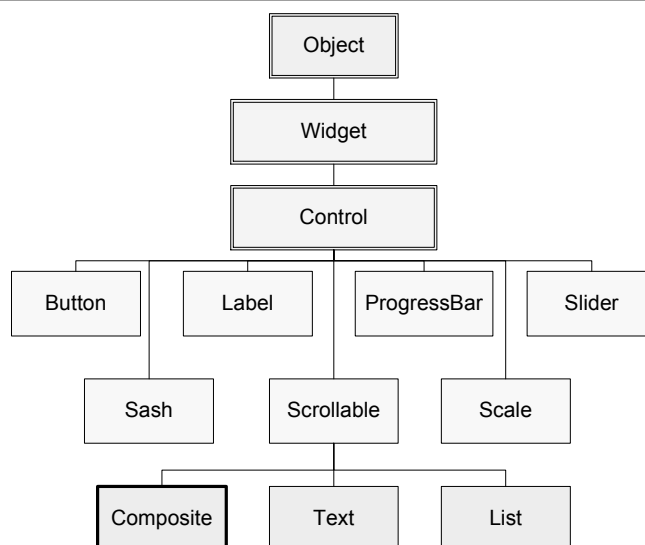 Object
Widget
Control
Button
Label
ProgressBar
Slider
Sash
Scrollable
Scale
Composite
Text
List